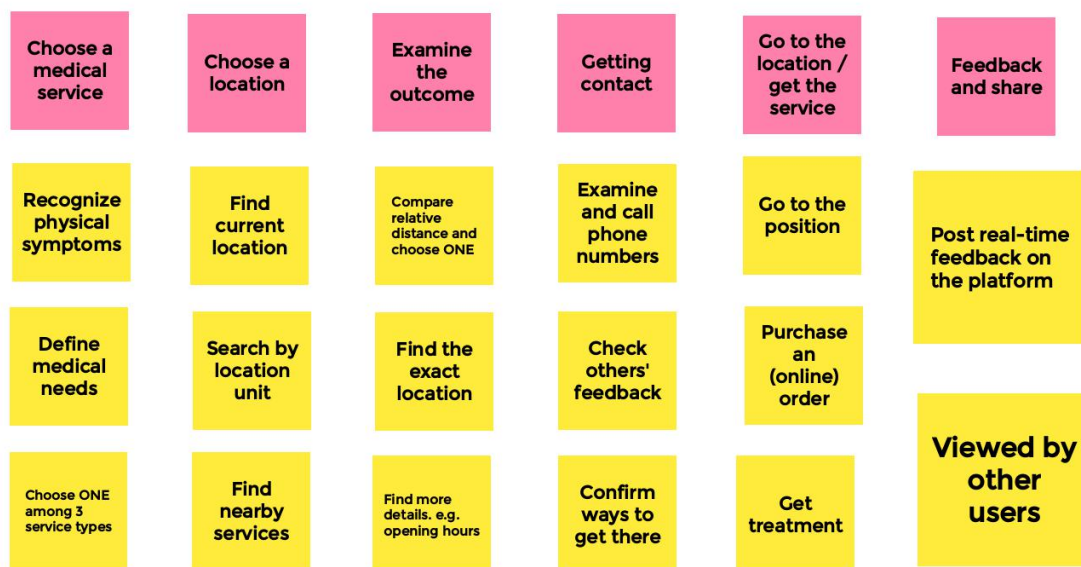 Choose a
medical
service
Choose a
location
Examine
the
outcome
Getting
contact
Go to the
location /
get the
service
Feedback
and share
Recognize
physical
symptoms
Find
current
location
Compare
relative
distance and
choose ONE
Examine
and call
phone
numbers
Go to the
position
Post real-time
feedback on
the platform
Define
medical
needs
Search by
location
unit
Find the
exact
location
Check
others'
feedback
Purchase
an
(online)
order
Viewed by
other
users
Choose ONE
among 3
service types
Find
nearby
services
Find more
details. e.g.
opening hours
Confirm
ways to
get there
Get
treatment